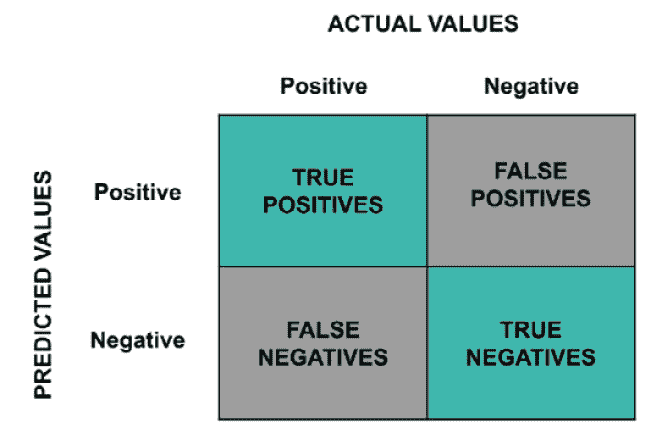 ACTUAL VALUES
Positive Negative
PREDICTED VALUES
Positive
TRUE
POSITIVES
FALSE
POSITIVES
Negative
FALSE
NEGATIVES
TRUE
NEGATIVES